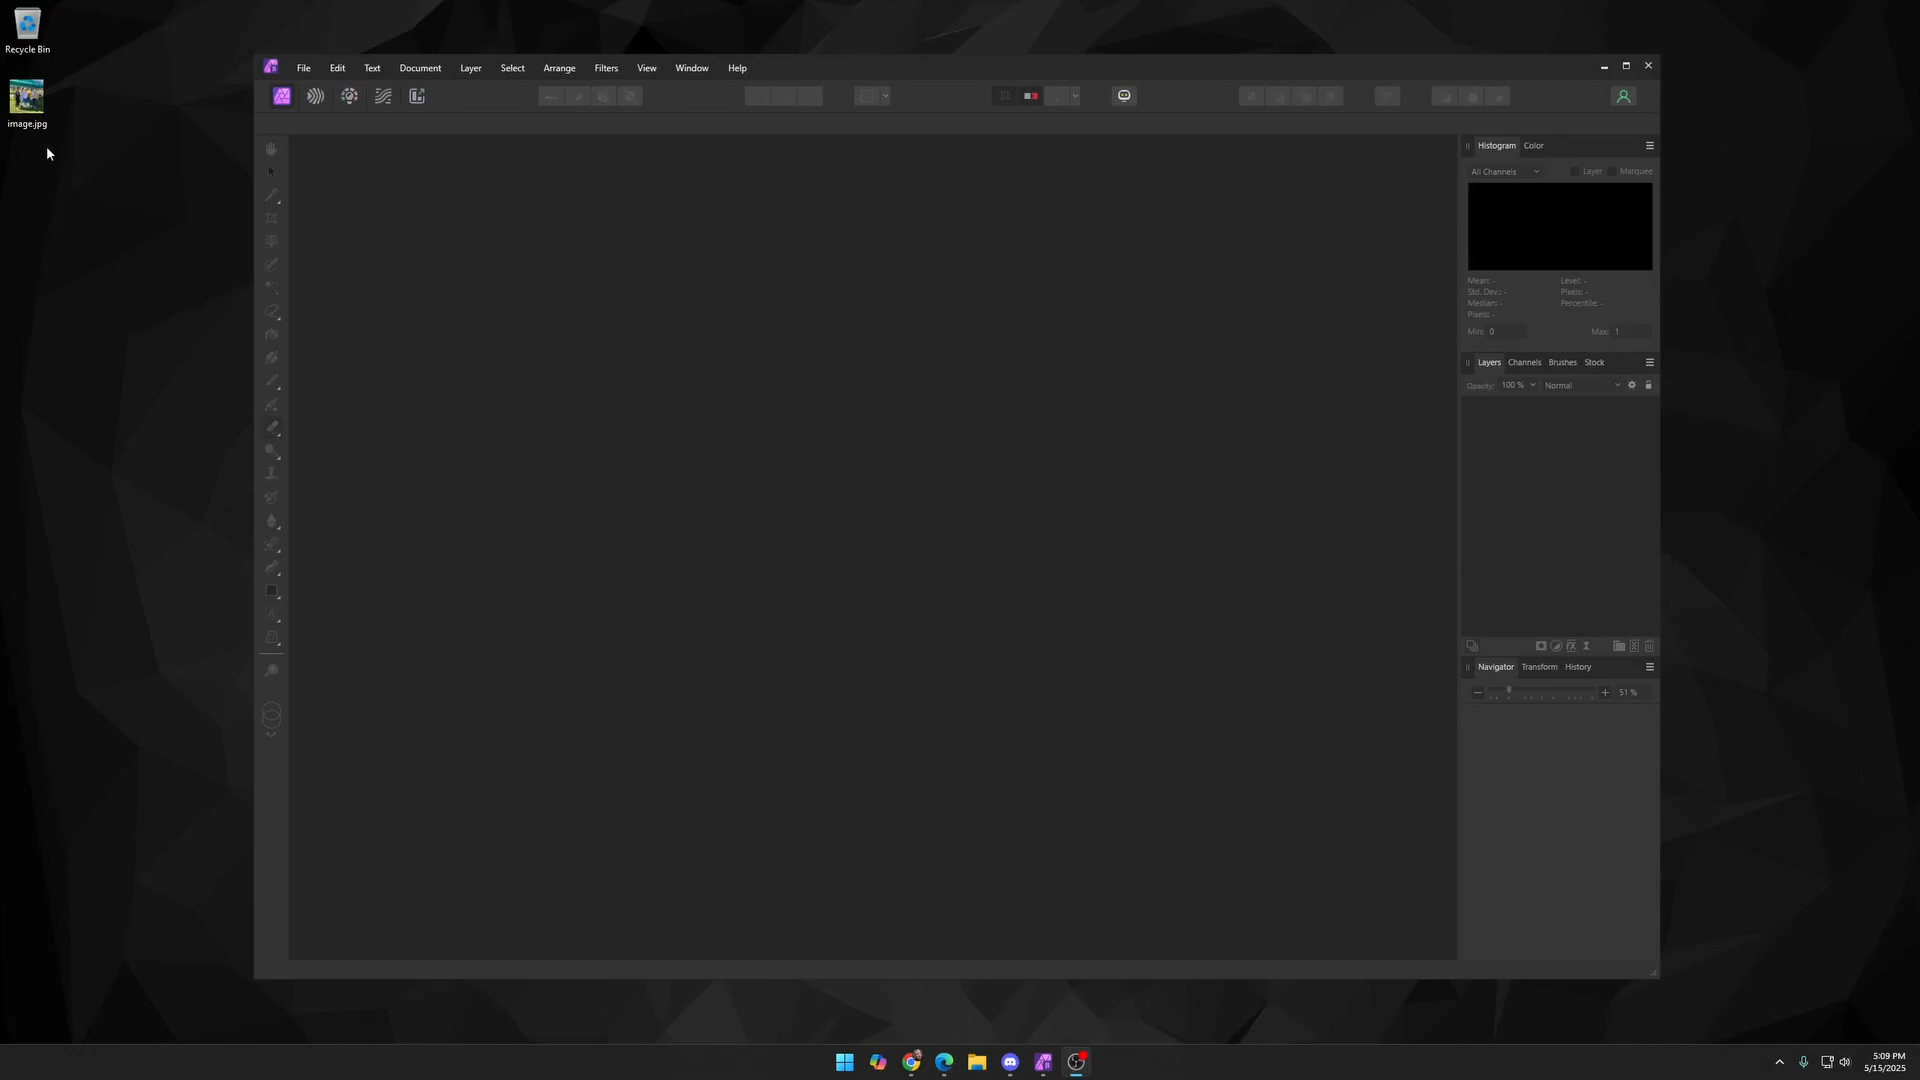 Recycle Bin
image.jpg
File Edit Text Document Layer Select Arrange Filters View Window Help
Histogram Color
All Channels Layer Marquee
Mean: - Level: -
Std. Dev.: - Pixels: -
Median: - Percentile: -
Pixels: -
Min: 0 Max: 1
Layers Channels Brushes Stock
Opacity: 100 % Normal
Navigator Transform History
51 %
5:09 PM
5/15/2025